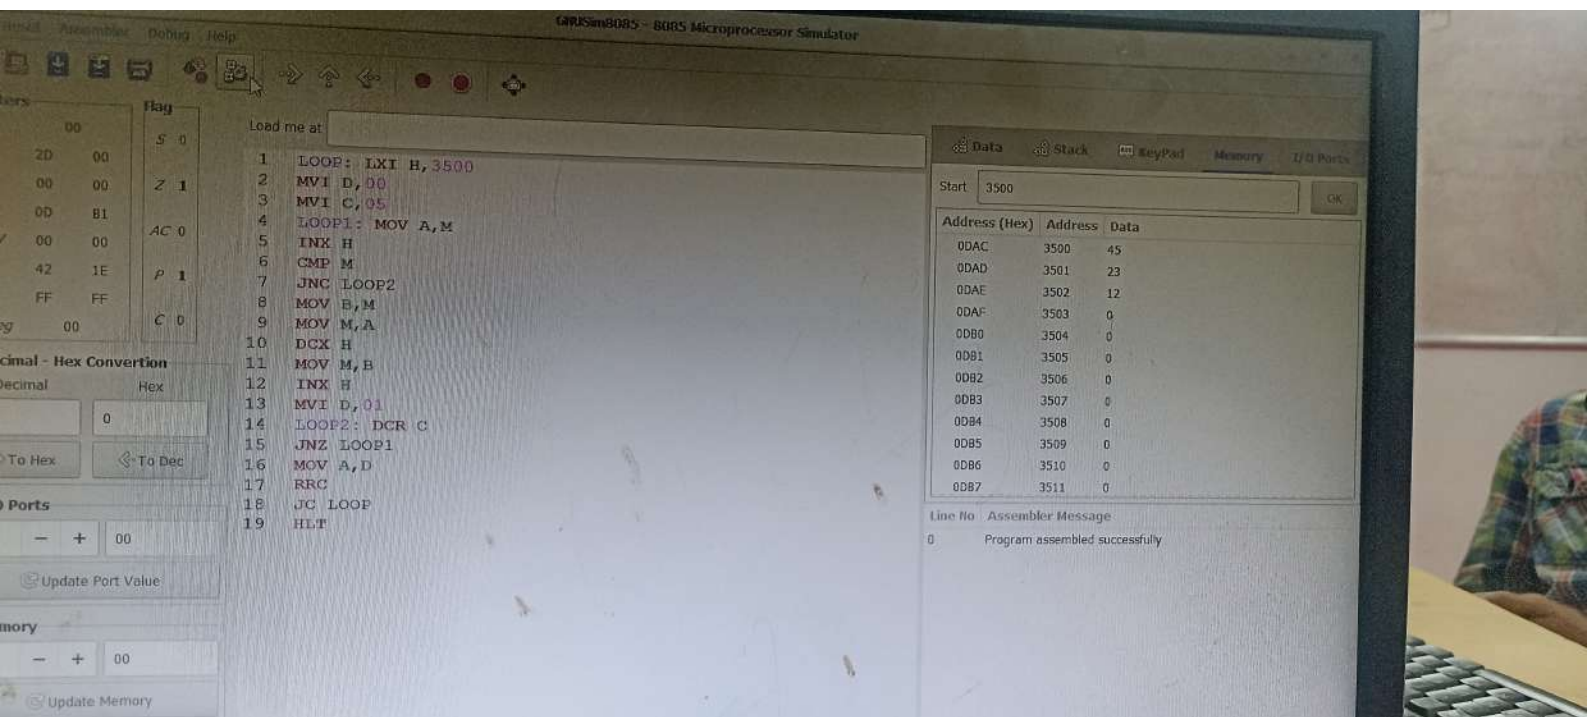 GNUSim8085 - 8085 Microprocessor Simulator
Assembler Debug Help
Flag
00
S 0
2D 00
00 00
Z 1
0D B1
AC 0
00 00
42 1E
P 1
FF FF
00
C 0
cimal - Hex Convertion
Decimal Hex
0
To Hex To Dec
Ports
- + 00
Update Port Value
mory
- + 00
Update Memory
Load me at
1 LOOP: LXI H,3500
2 MVI D,00
3 MVI C,05
4 LOOP1: MOV A,M
5 INX H
6 CMP M
7 JNC LOOP2
8 MOV B,M
9 MOV M,A
10 DCX H
11 MOV M,B
12 INX H
13 MVI D,01
14 LOOP2: DCR C
15 JNZ LOOP1
16 MOV A,D
17 RRC
18 JC LOOP
19 HLT
Data Stack KeyPad Memory I/O Ports
Start 3500 OK
Address (Hex) Address Data
0DAC 3500 45
0DAD 3501 23
0DAE 3502 12
0DAF 3503 0
0DB0 3504 0
0DB1 3505 0
0DB2 3506 0
0DB3 3507 0
0DB4 3508 0
0DB5 3509 0
0DB6 3510 0
0DB7 3511 0
Line No Assembler Message
0 Program assembled successfully